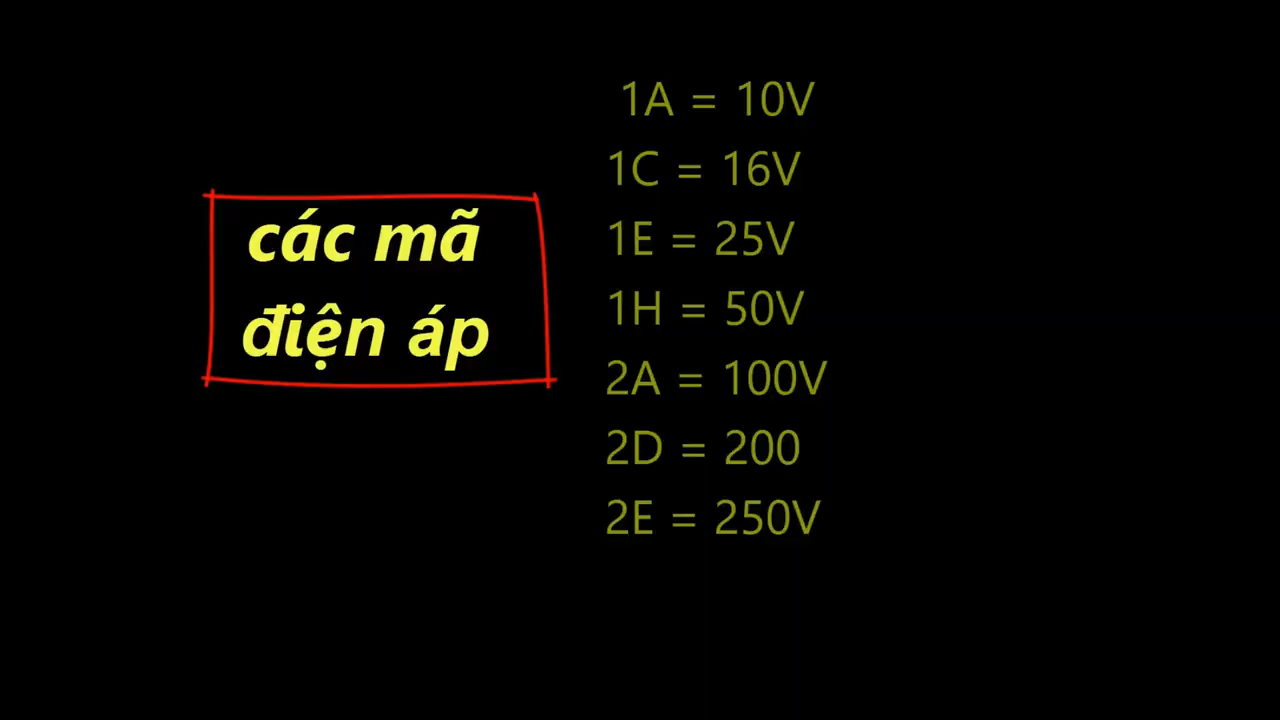 các mã
điện áp
1A = 10V
1C = 16V
1E = 25V
1H = 50V
2A = 100V
2D = 200
2E = 250V